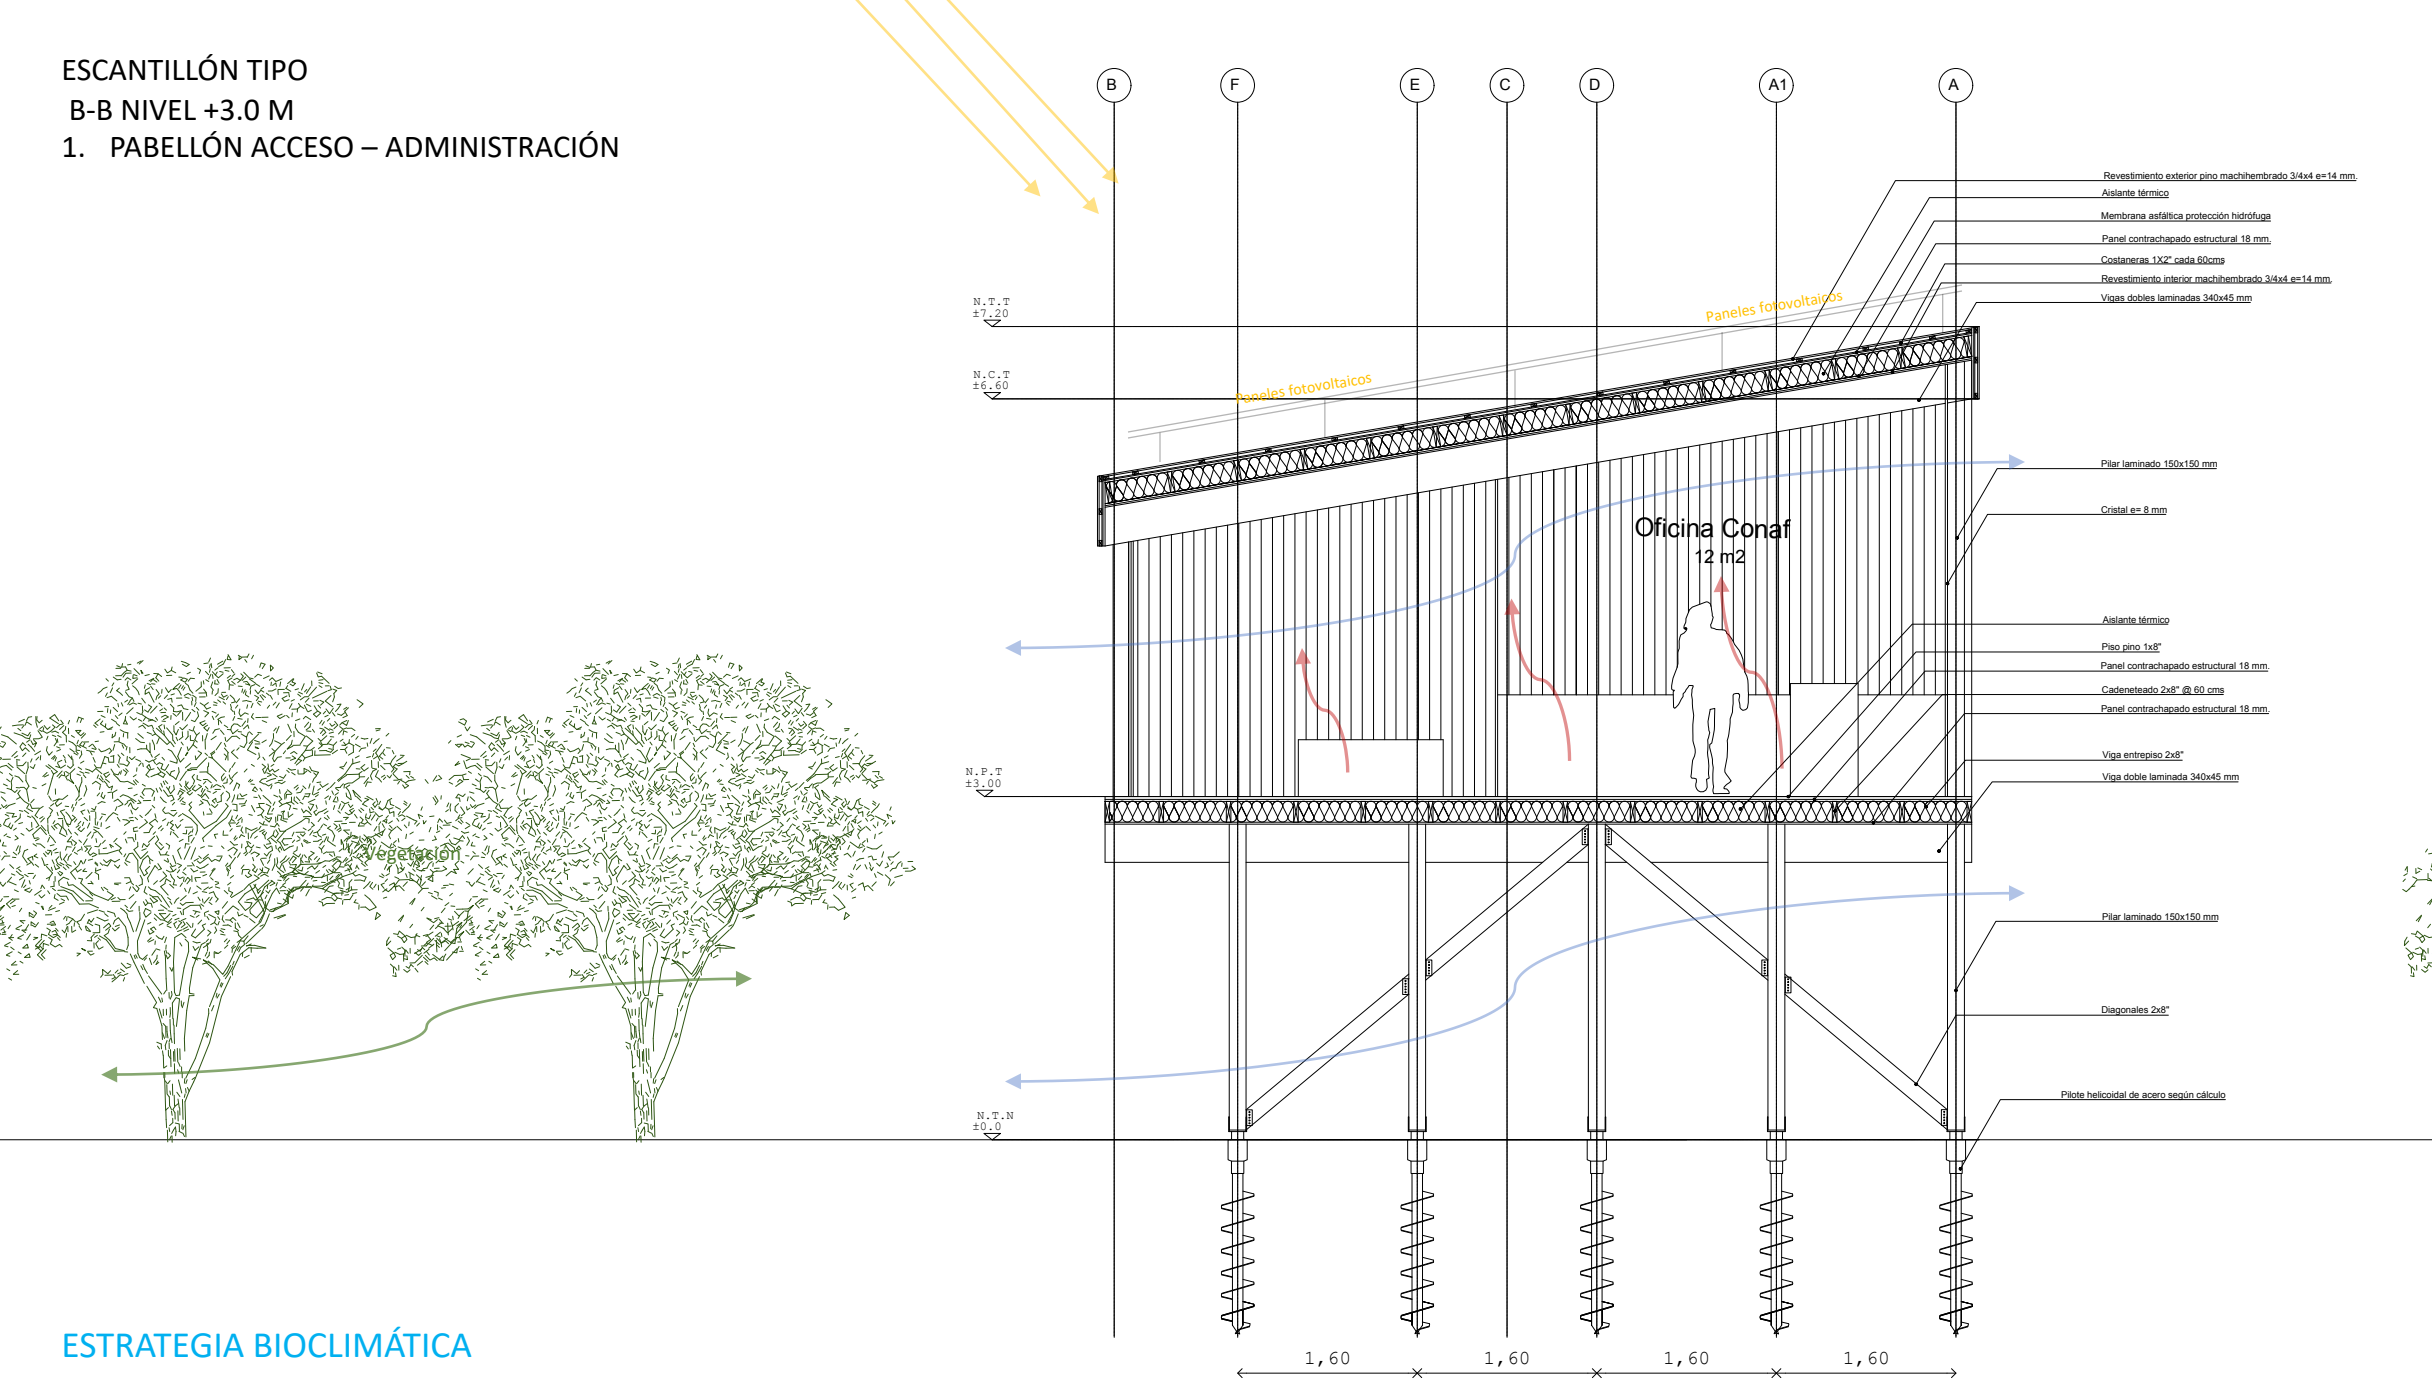 ESCANTILLÓN TIPO
B-B NIVEL +3.0 M
1. PABELLÓN ACCESO – ADMINISTRACIÓN
B
F
E
C
D
A1
A
Revestimiento exterior pino machihembrado 3/4x4 e=14 mm.
Aislante térmico
Membrana asfáltica protección hidrófuga
Panel contrachapado estructural 18 mm.
Costaneras 1X2" cada 60cms
Revestimiento interior machihembrado 3/4x4 e=14 mm.
Vigas dobles laminadas 340x45 mm
N.T.T
±7.20
Paneles fotovoltaicos
N.C.T
±6.60
Paneles fotovoltaicos
Pilar laminado 150x150 mm
Cristal e= 8 mm
Oficina Conaf
12 m2
Aislante térmico
Piso pino 1x8"
Panel contrachapado estructural 18 mm.
Cadeneteado 2x8" @ 60 cms
Panel contrachapado estructural 18 mm.
Viga entrepiso 2x8"
Viga doble laminada 340x45 mm
N.P.T
±3.00
Vegetación
Pilar laminado 150x150 mm
Diagonales 2x8"
Pilote helicoidal de acero según cálculo
N.T.N
±0.0
ESTRATEGIA BIOCLIMÁTICA
1,60
1,60
1,60
1,60